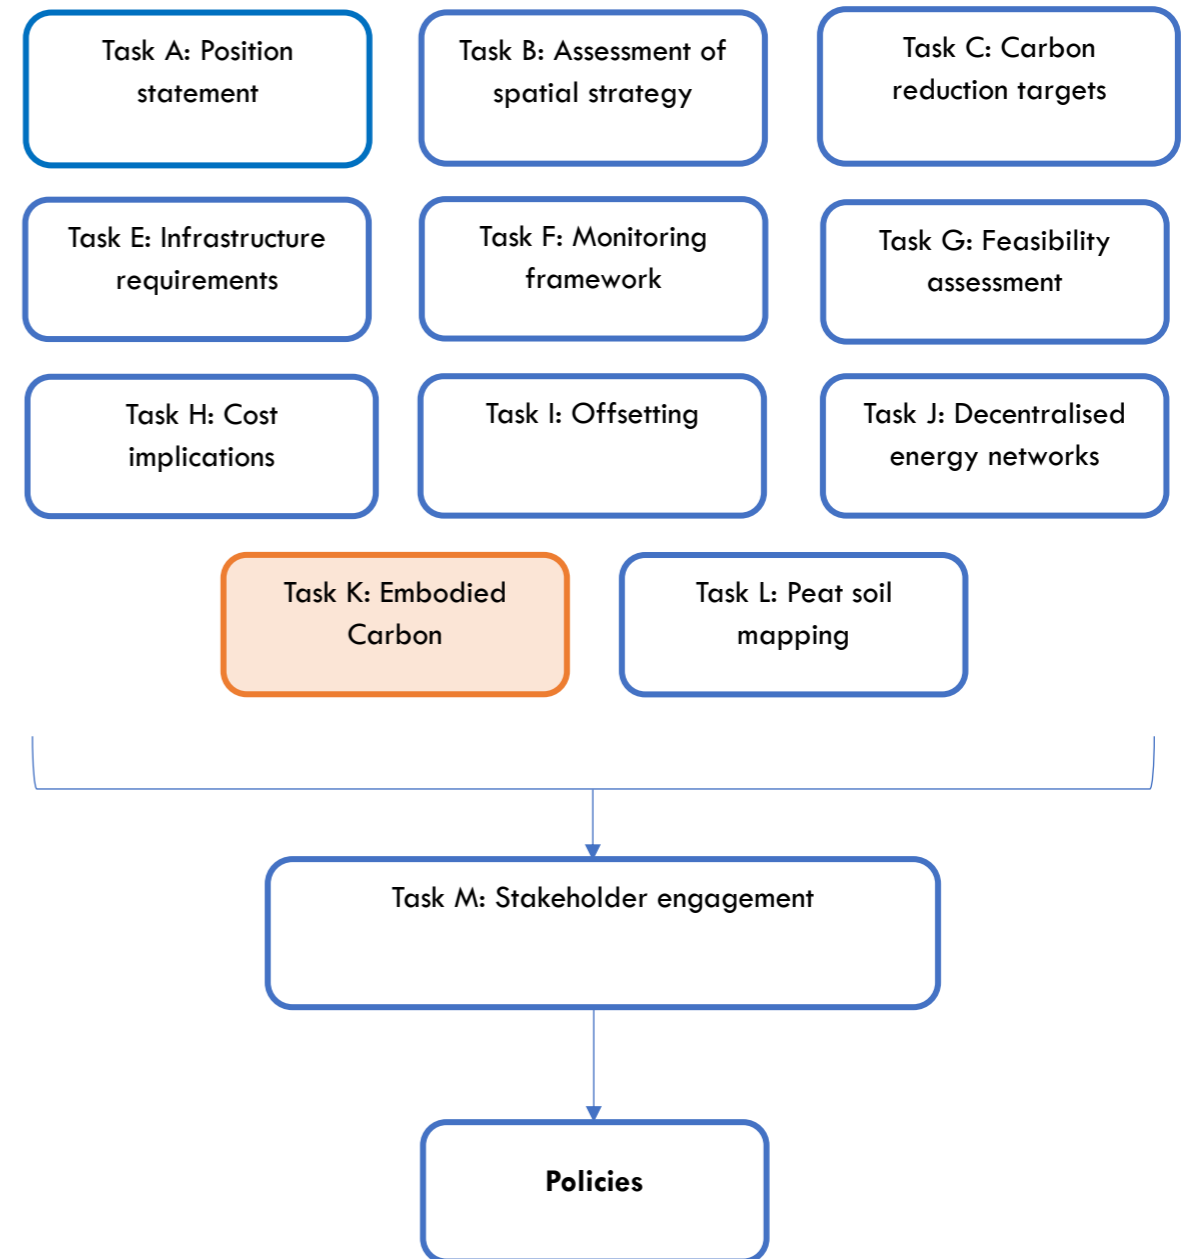 Task A: Position
statement
Task B: Assessment of
spatial strategy
Task C: Carbon
reduction targets
Task E: Infrastructure
requirements
Task F: Monitoring
framework
Task G: Feasibility
assessment
Task H: Cost
implications
Task I: Offsetting
Task J: Decentralised
energy networks
Task K: Embodied
Carbon
Task L: Peat soil
mapping
Task M: Stakeholder engagement
Policies